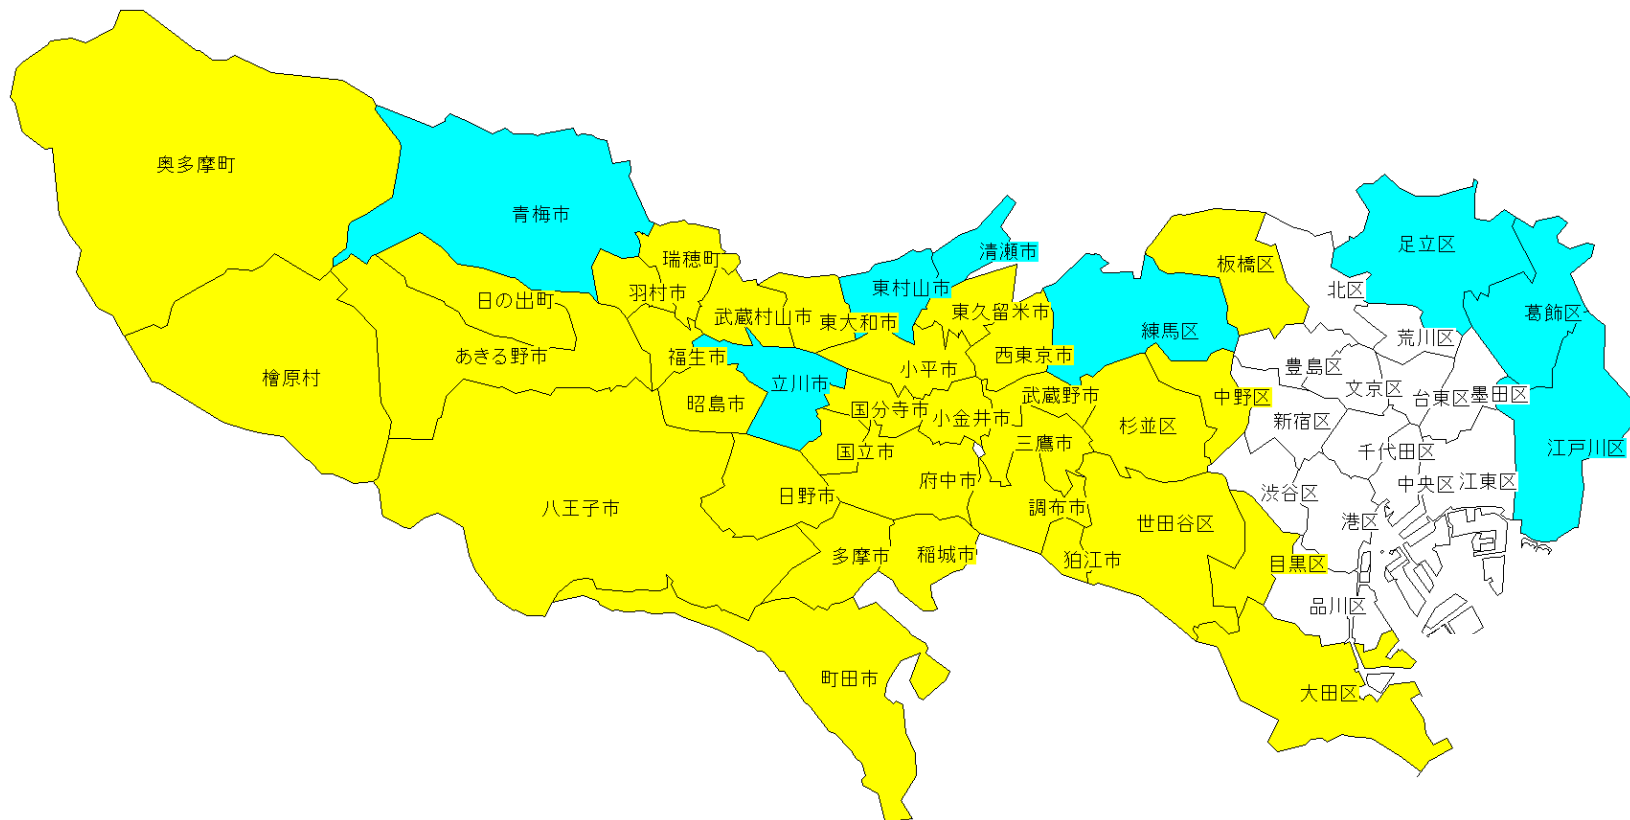 奥多摩町
青梅市
瑞穂町
羽村市
日の出町
武蔵村山市
東大和市
東村山市
清瀬市
東久留米市
あきる野市
檜原村
福生市
昭島市
立川市
小平市
西東京市
国分寺市
小金井市
武蔵野市
三鷹市
国立市
府中市
日野市
八王子市
調布市
多摩市
稲城市
狛江市
町田市
練馬区
板橋区
北区
足立区
葛飾区
荒川区
豊島区
文京区
台東区
墨田区
中野区
杉並区
新宿区
千代田区
江戸川区
渋谷区
中央区
江東区
港区
世田谷区
目黒区
品川区
大田区